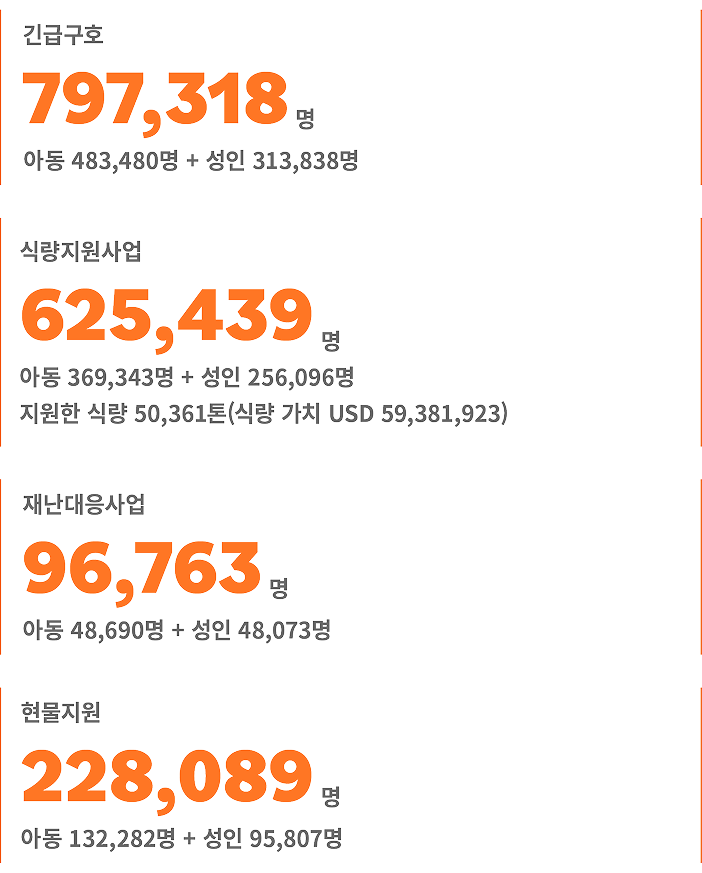 긴급구호
797,318 명
아동 483,480명 + 성인 313,838명
식량지원사업
625,439 명
아동 369,343명 + 성인 256,096명
지원한 식량 50,361톤(식량 가치 USD 59,381,923)
재난대응사업
96,763 명
아동 48,690명 + 성인 48,073명
현물지원
228,089 명
아동 132,282명 + 성인 95,807명